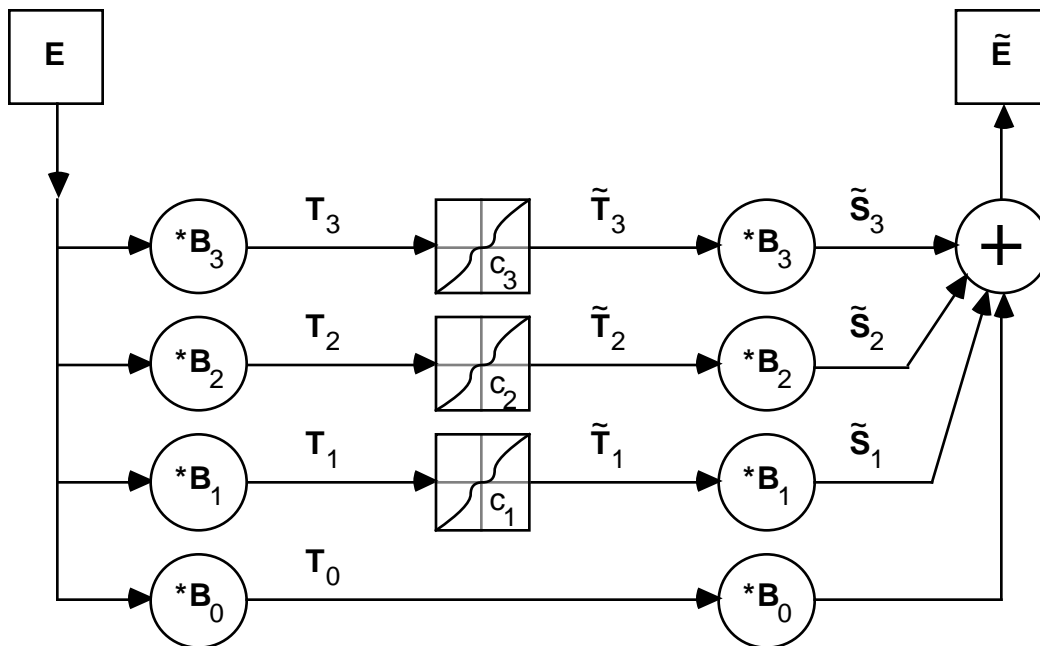 E Ẽ
T₃ T̃₃ S̃₃
*B₃ c₃ *B₃ +
T₂ T̃₂ S̃₂
*B₂ c₂ *B₂
T₁ T̃₁ S̃₁
*B₁ c₁ *B₁
T₀
*B₀ *B₀